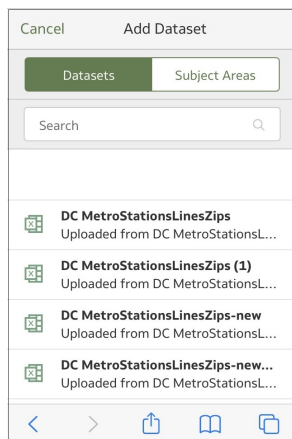 Cancel Add Dataset
Datasets Subject Areas
Search
DC MetroStationsLinesZips
Uploaded from DC MetroStationsL...
DC MetroStationsLinesZips (1)
Uploaded from DC MetroStationsL...
DC MetroStationsLinesZips-new
Uploaded from DC MetroStationsL...
DC MetroStationsLinesZips-new...
Uploaded from DC MetroStationsL...